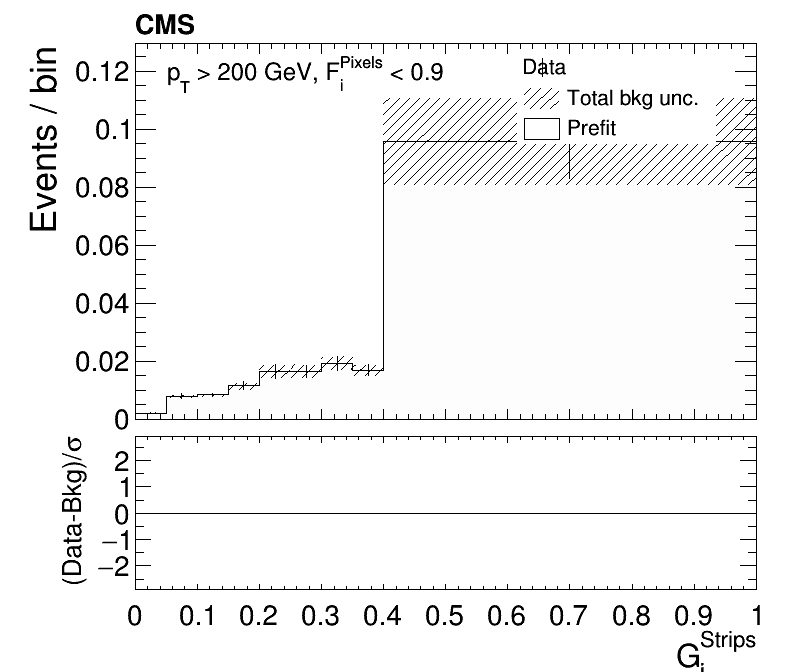 CMS
p_T > 200 GeV, F_i^Pixels < 0.9
Data
Total bkg unc.
Prefit
Events / bin
0.12
0.1
0.08
0.06
0.04
0.02
0
(Data-Bkg)/σ
2
1
0
−1
−2
0 0.1 0.2 0.3 0.4 0.5 0.6 0.7 0.8 0.9 1
G_i^Strips